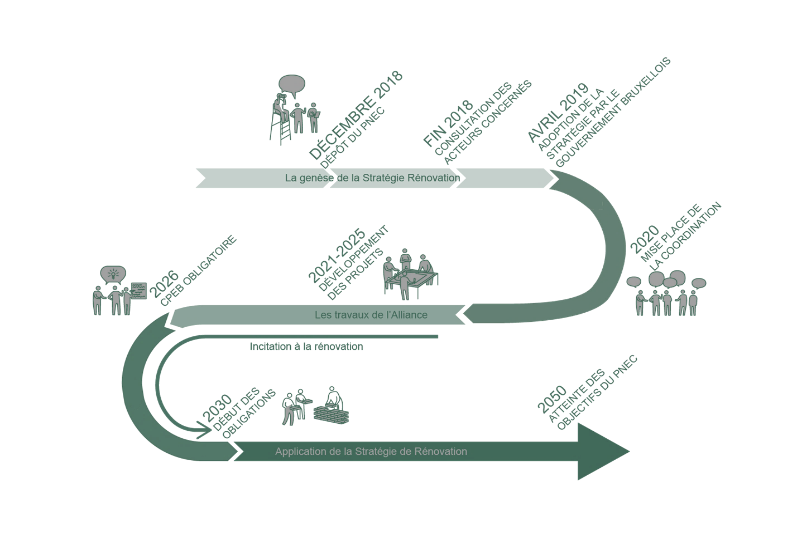 DÉCEMBRE 2018
DÉPÔT DU PNEC
FIN 2018
CONSULTATION DES
ACTEURS CONCERNÉS
AVRIL 2019
ADOPTION DE LA
STRATÉGIE PAR LE
GOUVERNEMENT BRUXELLOIS
La genèse de la Stratégie Rénovation
2020
MISE PLACE DE
LA COORDINATION
2021-2025
DÉVELOPPEMENT
DES PROJETS
2026
CPEB OBLIGATOIRE
Les travaux de l'Alliance
Incitation à la rénovation
2030
DÉBUT DES
OBLIGATIONS
2050
ATTEINTE DES
OBJECTIFS DU PNEC
Application de la Stratégie de Rénovation